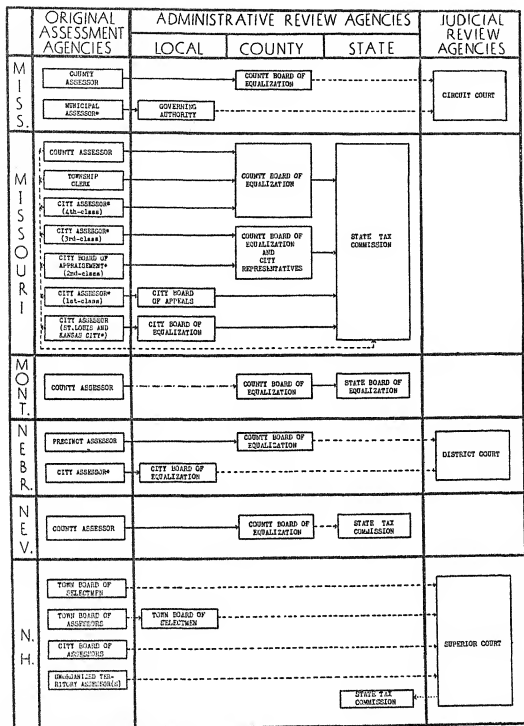 ORIGINAL
ASSESSMENT
AGENCIES
ADMINISTRATIVE REVIEW AGENCIES
LOCAL
COUNTY
STATE
JUDICIAL
REVIEW
AGENCIES
MISS.
COUNTY
ASSESSOR
COUNTY BOARD OF
EQUALIZATION
CIRCUIT COURT
MUNICIPAL
ASSESSOR*
GOVERNING
AUTHORITY
MISSOURI
COUNTY ASSESSOR
TOWNSHIP
CLERK
CITY ASSESSOR*
(4th-class)
COUNTY BOARD OF
EQUALIZATION
CITY ASSESSOR*
(3rd-class)
CITY BOARD OF
APPRAISEMENT*
(2nd-class)
COUNTY BOARD OF
EQUALIZATION
AND
CITY
REPRESENTATIVES
STATE TAX
COMMISSION
CITY ASSESSOR*
(1st-class)
CITY BOARD
OF APPEALS
CITY ASSESSOR
(ST.LOUIS AND
KANSAS CITY*)
CITY BOARD OF
EQUALIZATION
MONT.
COUNTY ASSESSOR
COUNTY BOARD OF
EQUALIZATION
STATE BOARD OF
EQUALIZATION
NEBR.
PRECINCT ASSESSOR
COUNTY BOARD OF
EQUALIZATION
DISTRICT COURT
CITY ASSESSOR*
CITY BOARD OF
EQUALIZATION
NEV.
COUNTY ASSESSOR
COUNTY BOARD OF
EQUALIZATION
STATE TAX
COMMISSION
N.H.
TOWN BOARD OF
SELECTMEN
TOWN BOARD OF
ASSESSORS
TOWN BOARD OF
SELECTMEN
CITY BOARD OF
ASSESSORS
SUPERIOR COURT
UNORGANIZED TER-
RITORY ASSESSOR(S)
STATE TAX
COMMISSION